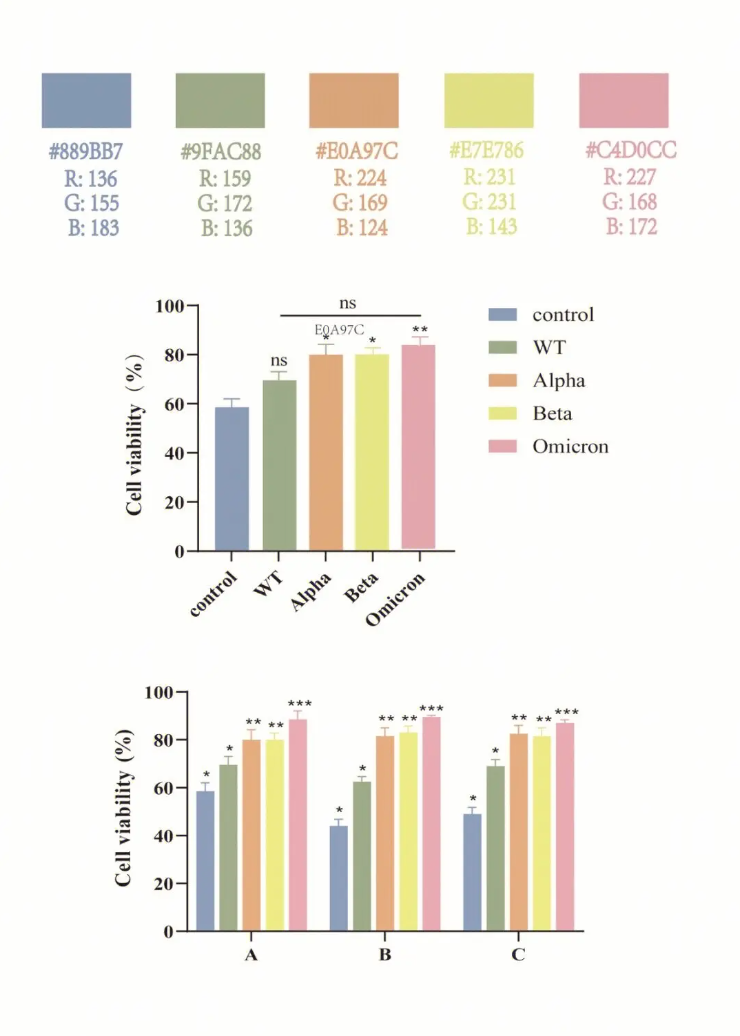 #889BB7 #9FAC88 #E0A97C #E7E786 #C4D0CC
R: 136 R: 159 R: 224 R: 231 R: 227
G: 155 G: 172 G: 169 G: 231 G: 168
B: 183 B: 136 B: 124 B: 143 B: 172
Cell viability (%)
100
80
60
40
20
0
ns
E0A97C
ns
*
*
**
control
WT
Alpha
Beta
Omicron
control
WT
Alpha
Beta
Omicron
Cell viability (%)
100
80
60
40
20
0
* * ** ** ***
* * ** ** ***
* * ** ** ***
A B C